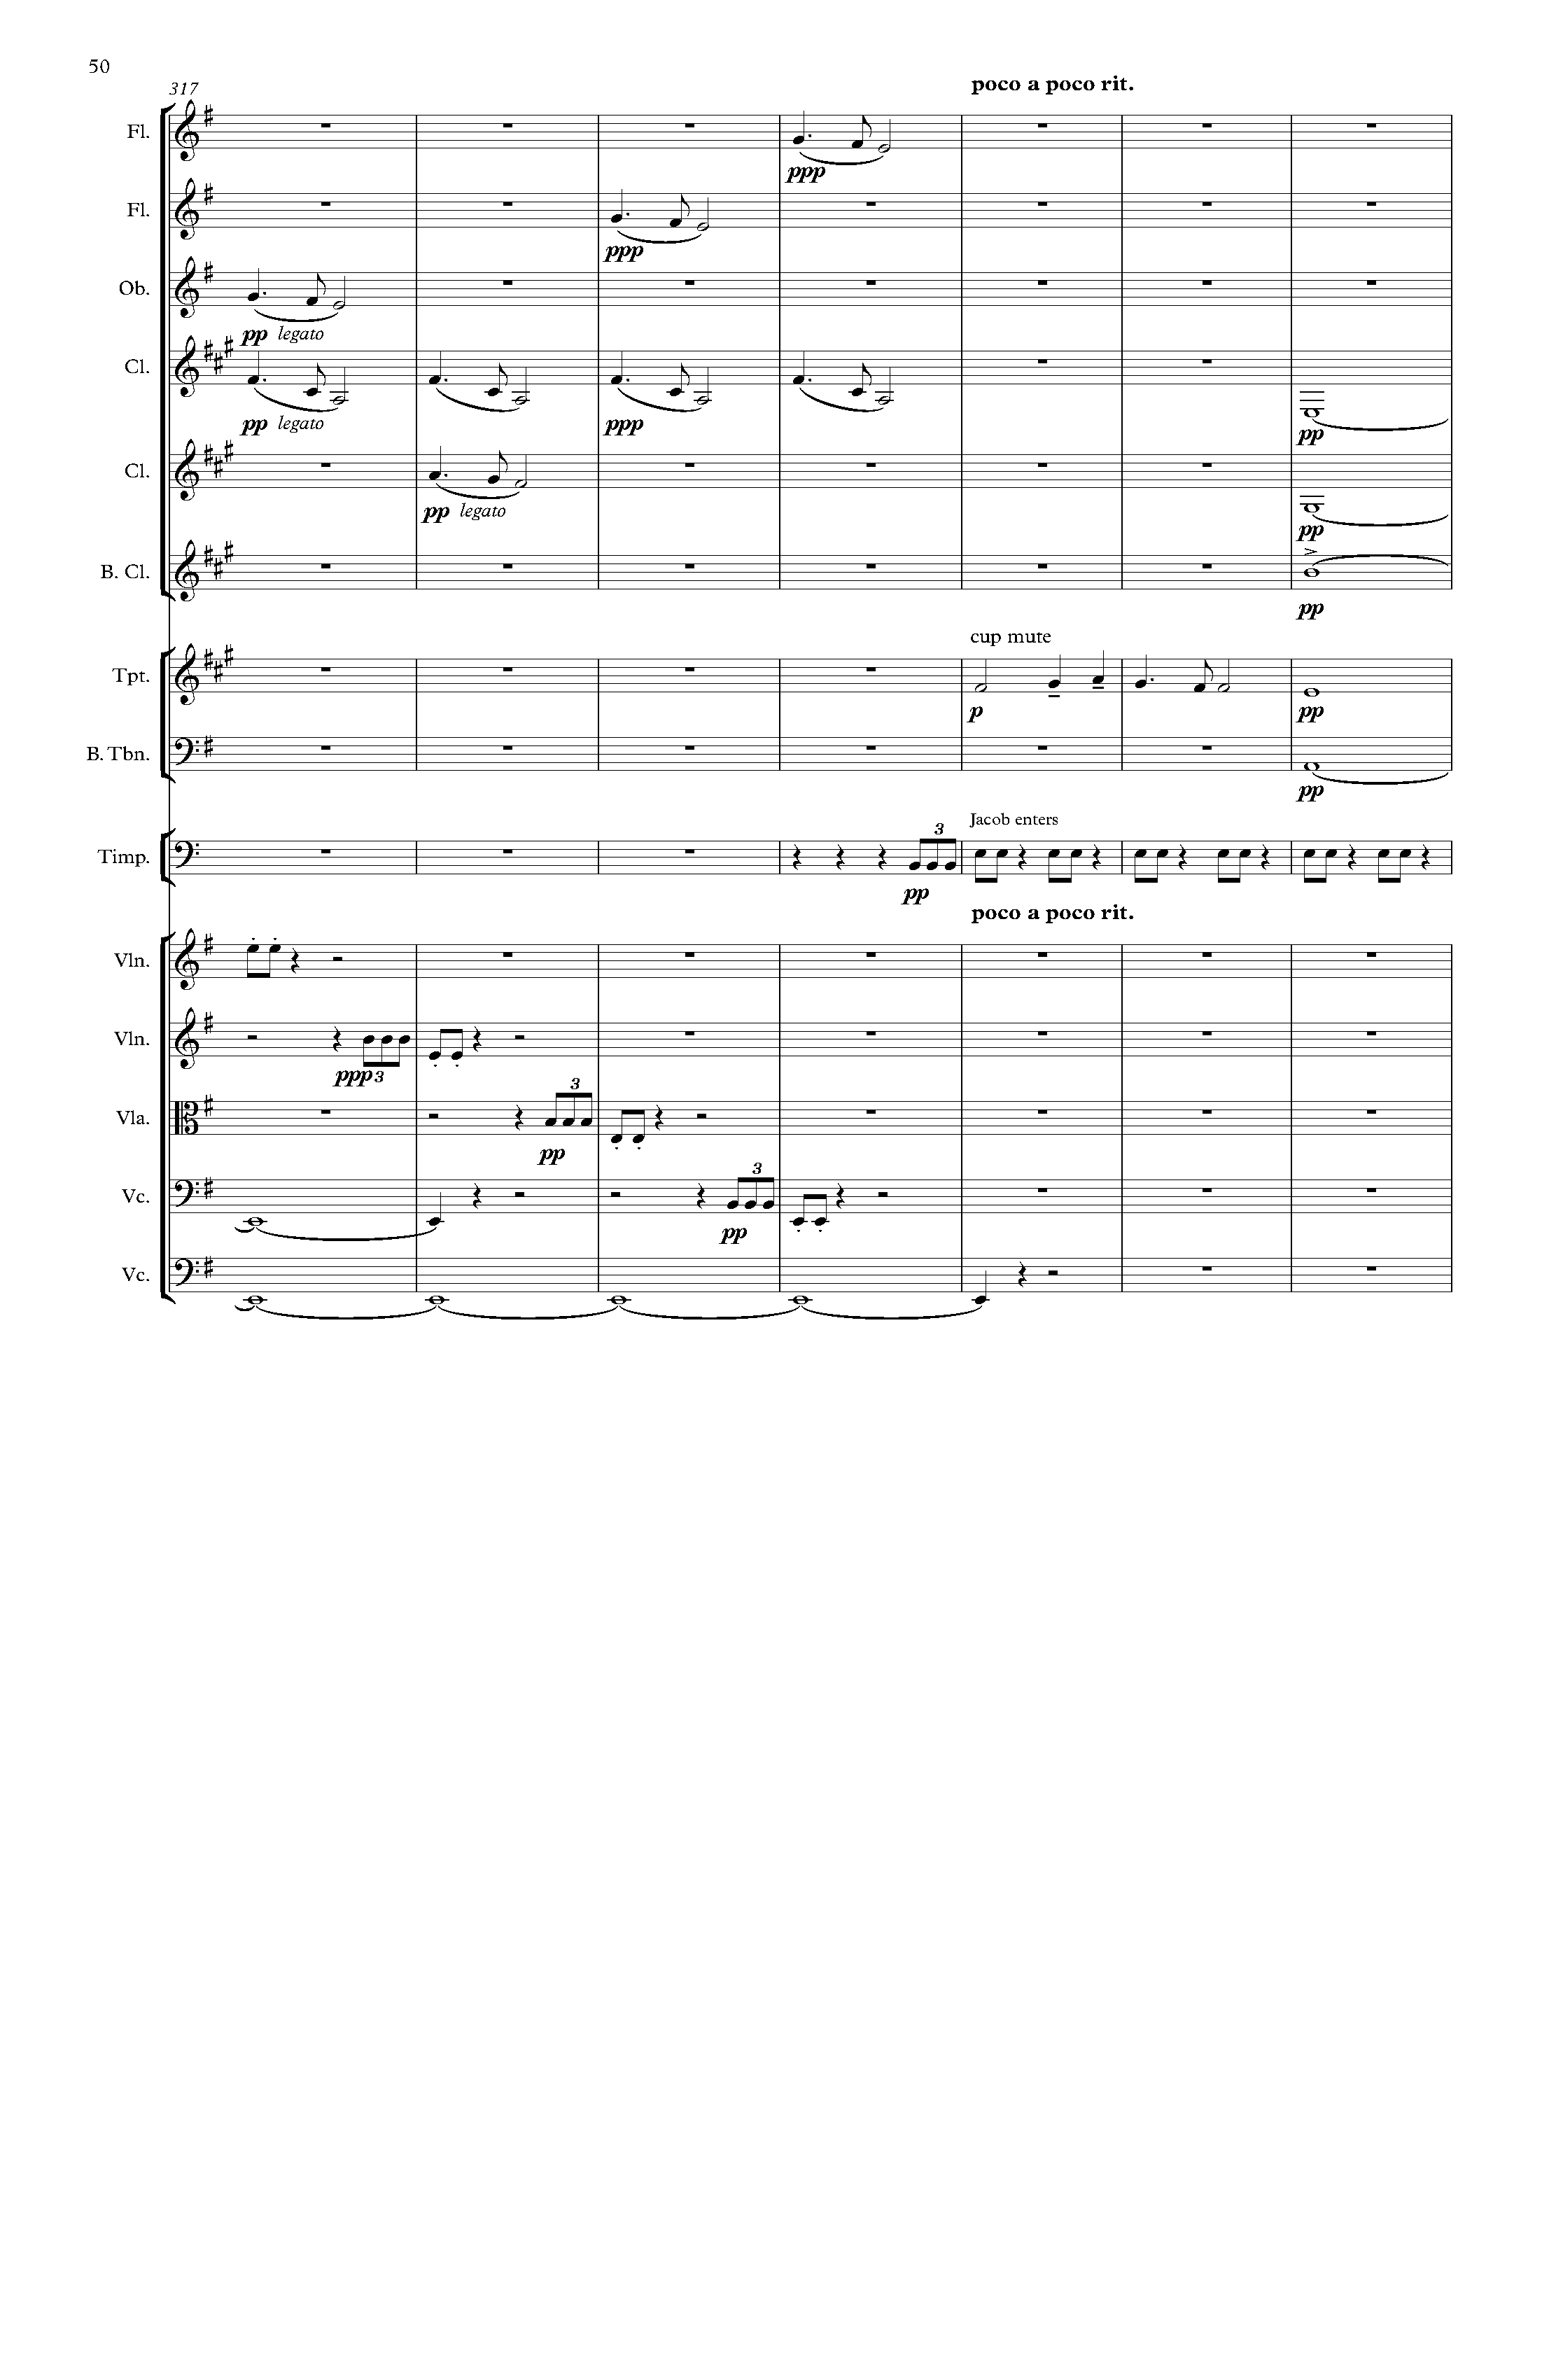 50
317
poco a poco rit.
Fl.
ppp
Fl.
ppp
Ob.
pp legato
Cl.
pp legato
ppp
pp
Cl.
pp legato
pp
B. Cl.
pp
cup mute
Tpt.
p
pp
B. Tbn.
pp
Jacob enters
3
Timp.
pp
poco a poco rit.
Vln.
Vln.
ppp 3
3
Vla.
pp
3
Vc.
pp
Vc.